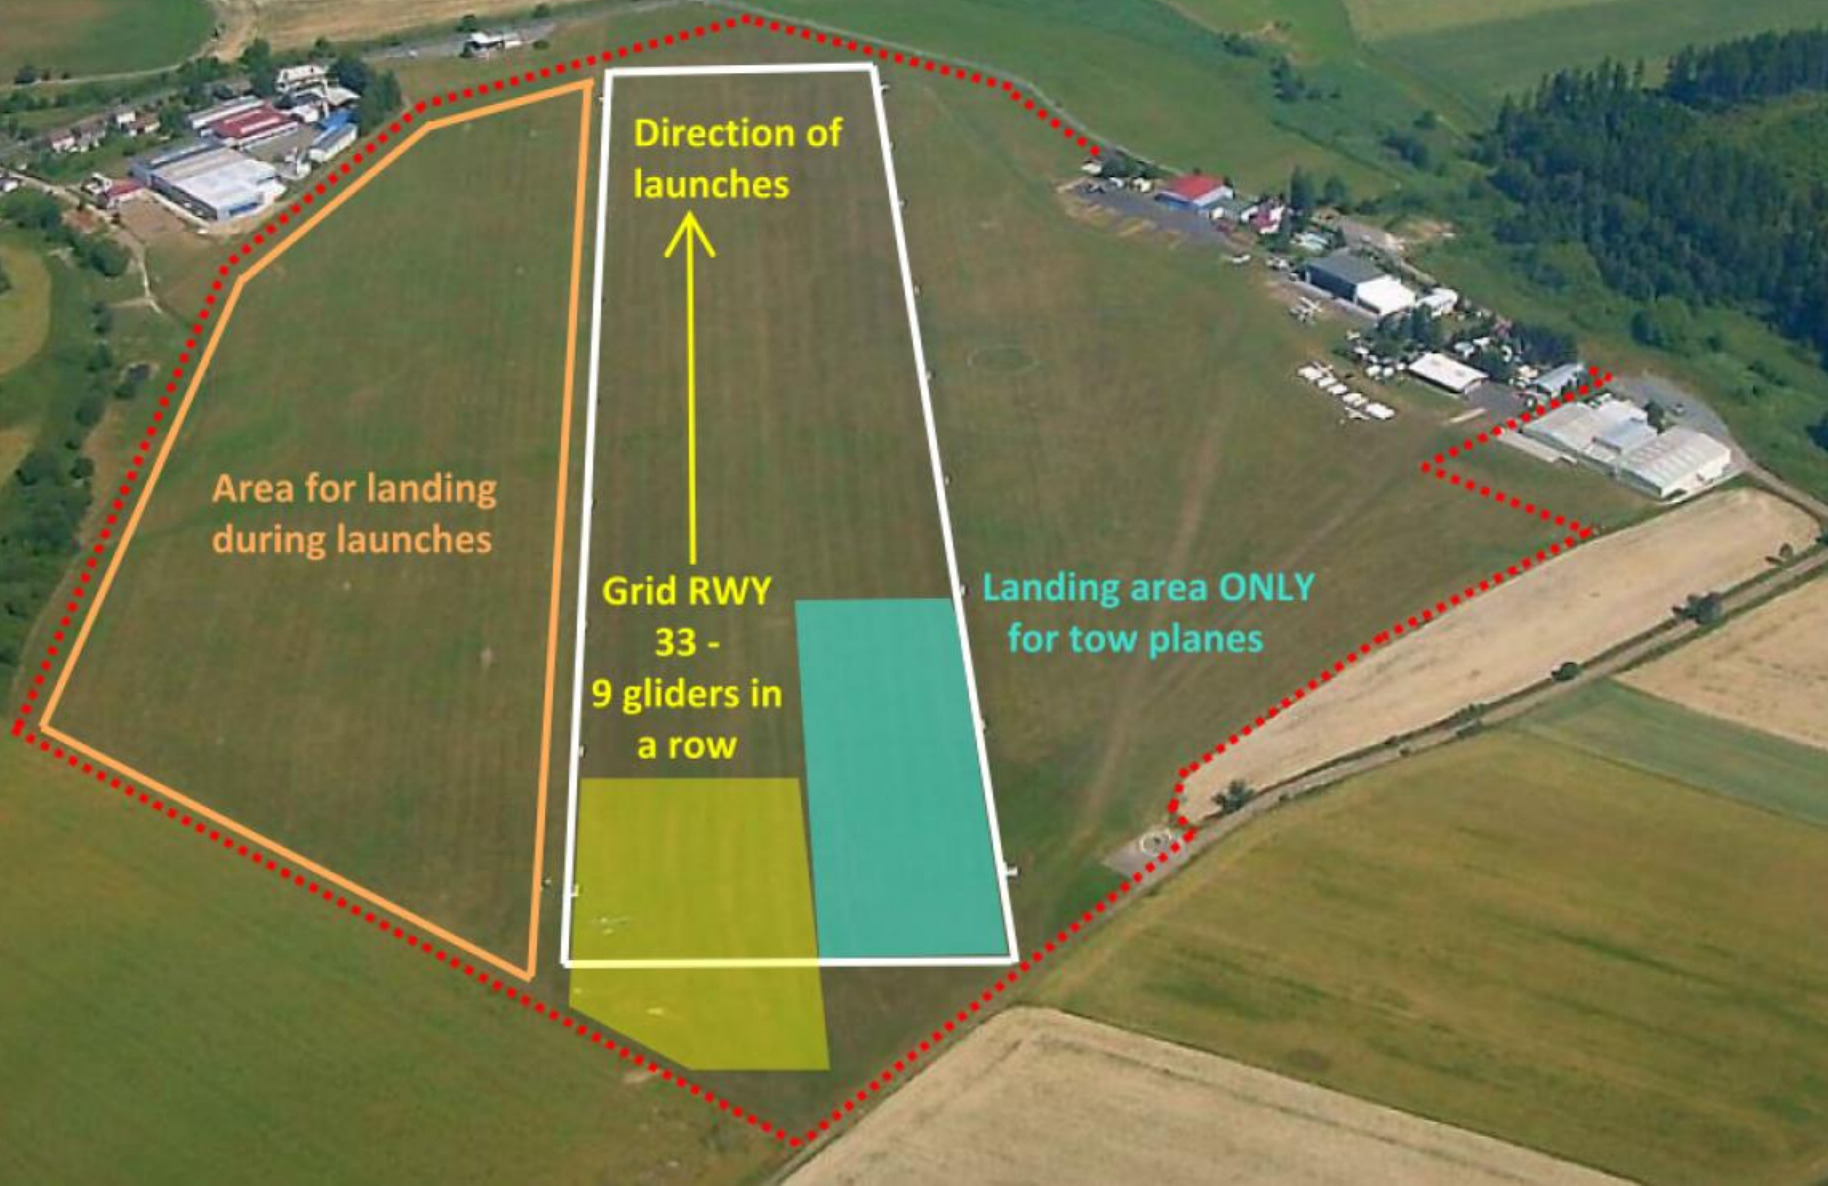 Direction of
launches
Area for landing
during launches
Grid RWY
33 -
9 gliders in
a row
Landing area ONLY
for tow planes